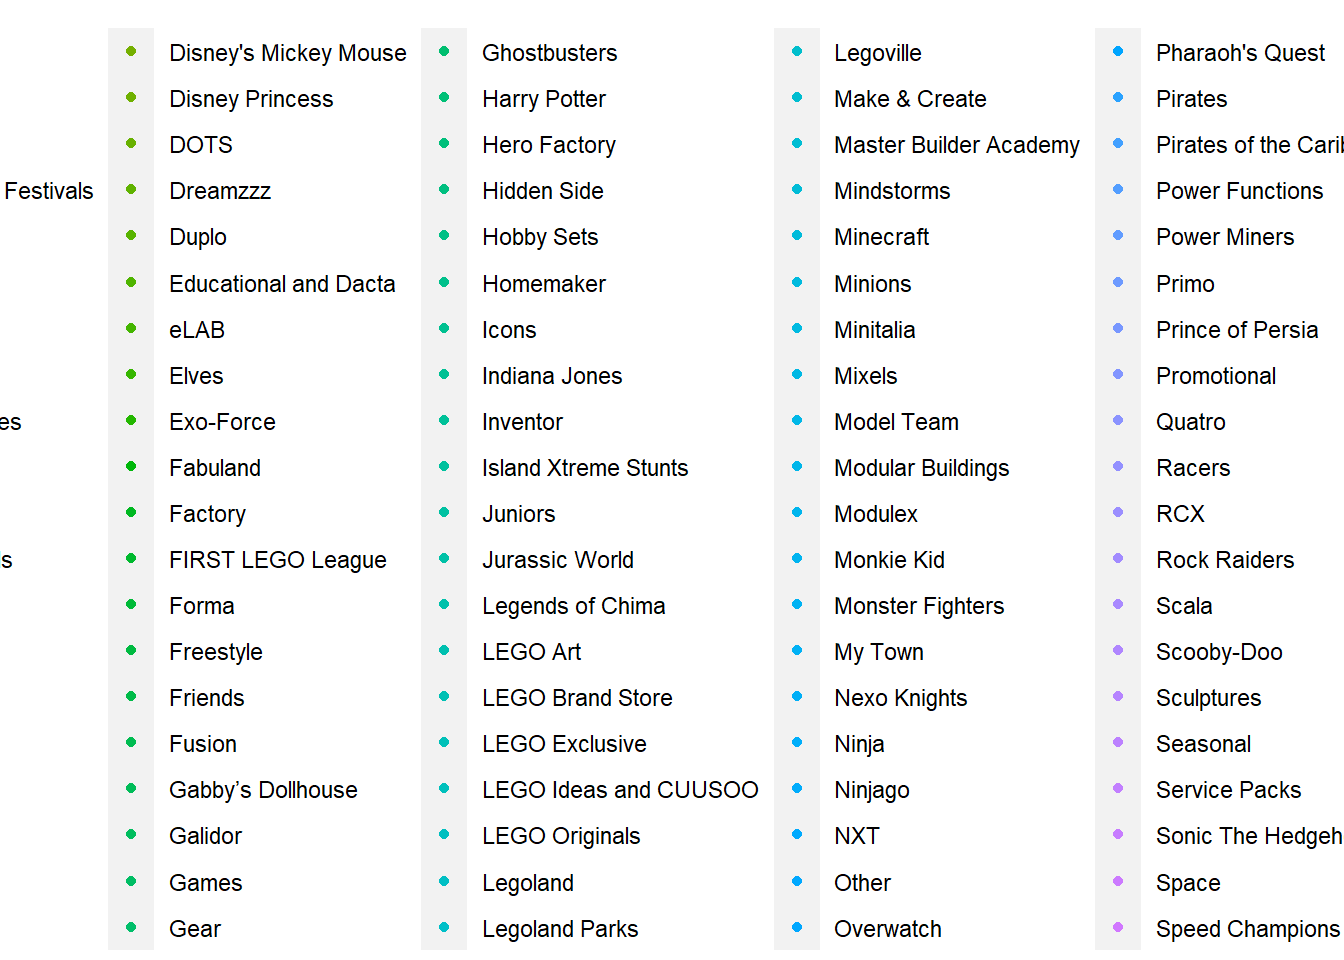 Festivals
es
ls
Disney's Mickey Mouse
Disney Princess
DOTS
Dreamzzz
Duplo
Educational and Dacta
eLAB
Elves
Exo-Force
Fabuland
Factory
FIRST LEGO League
Forma
Freestyle
Friends
Fusion
Gabby’s Dollhouse
Galidor
Games
Gear
Ghostbusters
Harry Potter
Hero Factory
Hidden Side
Hobby Sets
Homemaker
Icons
Indiana Jones
Inventor
Island Xtreme Stunts
Juniors
Jurassic World
Legends of Chima
LEGO Art
LEGO Brand Store
LEGO Exclusive
LEGO Ideas and CUUSOO
LEGO Originals
Legoland
Legoland Parks
Legoville
Make & Create
Master Builder Academy
Mindstorms
Minecraft
Minions
Minitalia
Mixels
Model Team
Modular Buildings
Modulex
Monkie Kid
Monster Fighters
My Town
Nexo Knights
Ninja
Ninjago
NXT
Other
Overwatch
Pharaoh's Quest
Pirates
Pirates of the Carib
Power Functions
Power Miners
Primo
Prince of Persia
Promotional
Quatro
Racers
RCX
Rock Raiders
Scala
Scooby-Doo
Sculptures
Seasonal
Service Packs
Sonic The Hedgeh
Space
Speed Champions